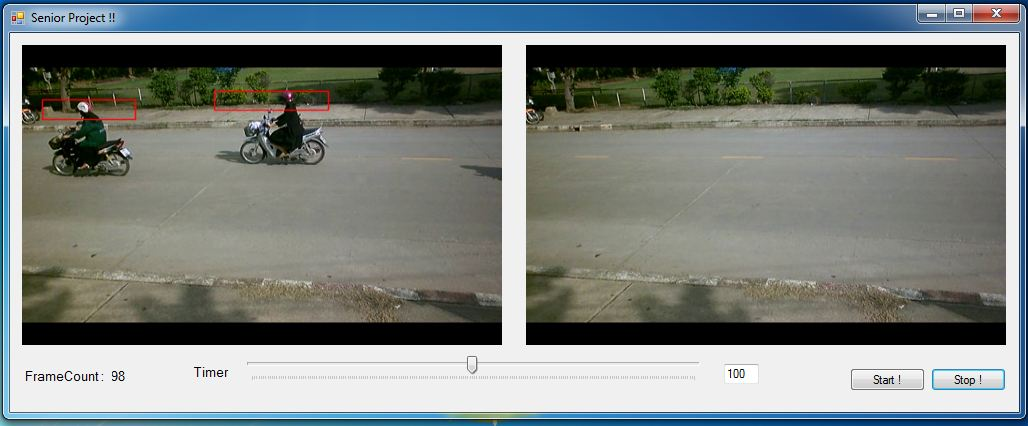 Senior Project !!
FrameCount: 98
Timer
100
Start !
Stop !